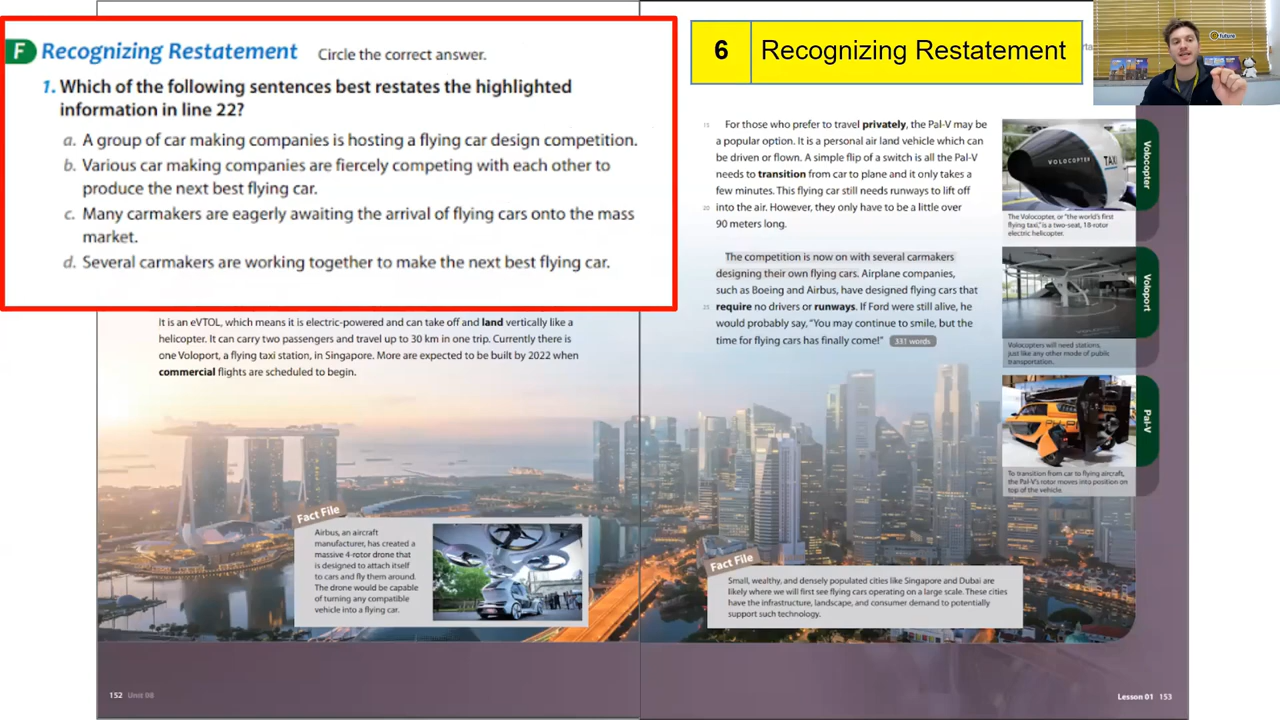 F Recognizing Restatement Circle the correct answer.
1. Which of the following sentences best restates the highlighted
information in line 22?
a. A group of car making companies is hosting a flying car design competition.
b. Various car making companies are fiercely competing with each other to
produce the next best flying car.
c. Many carmakers are eagerly awaiting the arrival of flying cars onto the mass
market.
d. Several carmakers are working together to make the next best flying car.
6 Recognizing Restatement
future
It is an eVTOL, which means it is electric-powered and can take off and land vertically like a
helicopter. It can carry two passengers and travel up to 30 km in one trip. Currently there is
one Voloport, a flying taxi station, in Singapore. More are expected to be built by 2022 when
commercial flights are scheduled to begin.
Fact File
Airbus, an aircraft
manufacturer, has created a
massive 4-rotor drone that
is designed to attach itself
to cars and fly them around.
The drone would be capable
of turning any compatible
vehicle into a flying car.
152 Unit 08
15 For those who prefer to travel privately, the Pal-V may be
a popular option. It is a personal air land vehicle which can
be driven or flown. A simple flip of a switch is all the Pal-V
needs to transition from car to plane and it only takes a
few minutes. This flying car still needs runways to lift off
20 into the air. However, they only have to be a little over
90 meters long.
The competition is now on with several carmakers
designing their own flying cars. Airplane companies,
such as Boeing and Airbus, have designed flying cars that
25 require no drivers or runways. If Ford were still alive, he
would probably say, "You may continue to smile, but the
time for flying cars has finally come!" 331 words
VOLOCOPTER TAXI
Volocopter
The Volocopter, or "the world's first
flying taxi," is a two-seat, 18-rotor
electric helicopter.
Voloport
Volocopters will need stations,
just like any other mode of public
transportation.
Pal-V
To transition from car to flying aircraft,
the Pal-V's rotor moves into position on
top of the vehicle.
Fact File
Small, wealthy, and densely populated cities like Singapore and Dubai are
likely where we will first see flying cars operating on a large scale. These cities
have the infrastructure, landscape, and consumer demand to potentially
support such technology.
Lesson 01 153